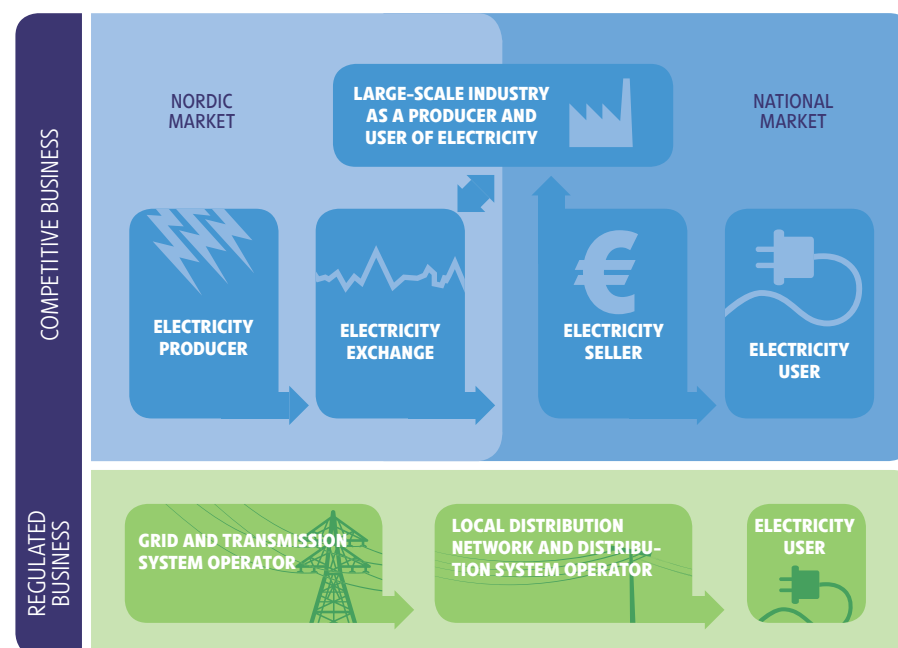 COMPETITIVE BUSINESS
NORDIC
MARKET
LARGE-SCALE INDUSTRY
AS A PRODUCER AND
USER OF ELECTRICITY
NATIONAL
MARKET
ELECTRICITY
PRODUCER
ELECTRICITY
EXCHANGE
€
ELECTRICITY
SELLER
ELECTRICITY
USER
REGULATED
BUSINESS
GRID AND TRANSMISSION
SYSTEM OPERATOR
LOCAL DISTRIBUTION
NETWORK AND DISTRIBU-
TION SYSTEM OPERATOR
ELECTRICITY
USER